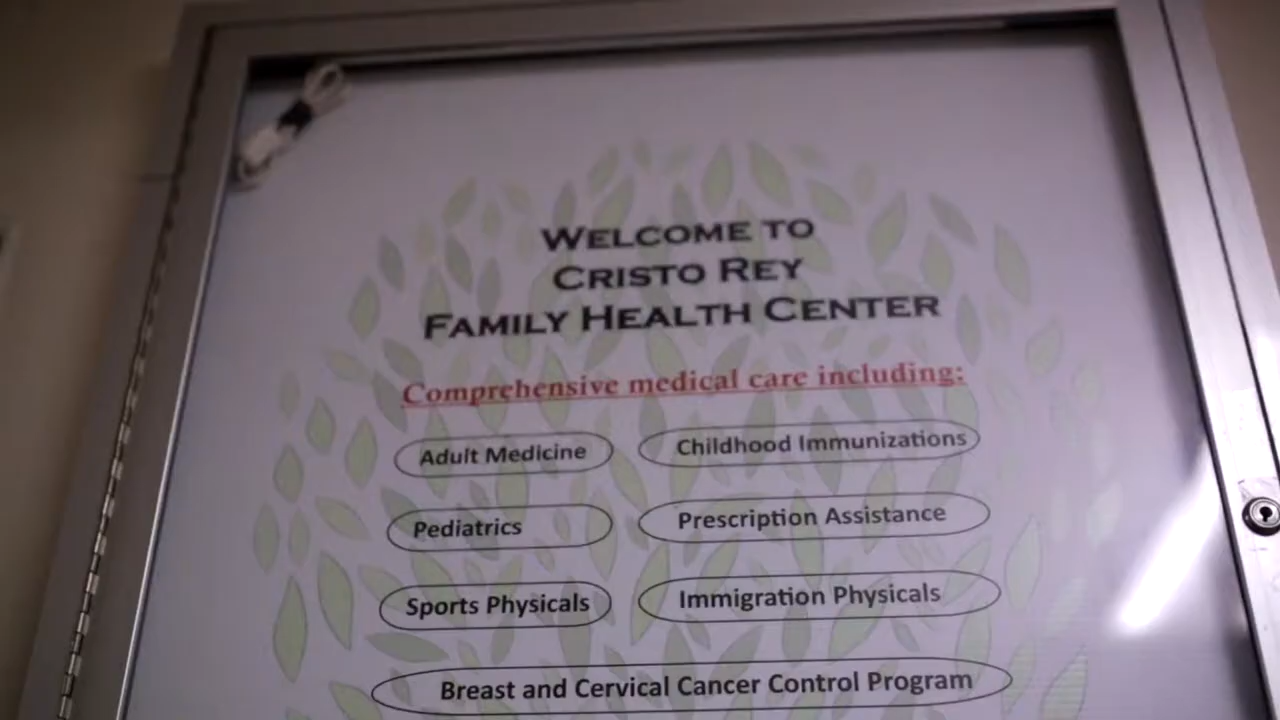 WELCOME TO
CRISTO REY
FAMILY HEALTH CENTER
Comprehensive medical care including:
Adult Medicine
Childhood Immunizations
Pediatrics
Prescription Assistance
Sports Physicals
Immigration Physicals
Breast and Cervical Cancer Control Program